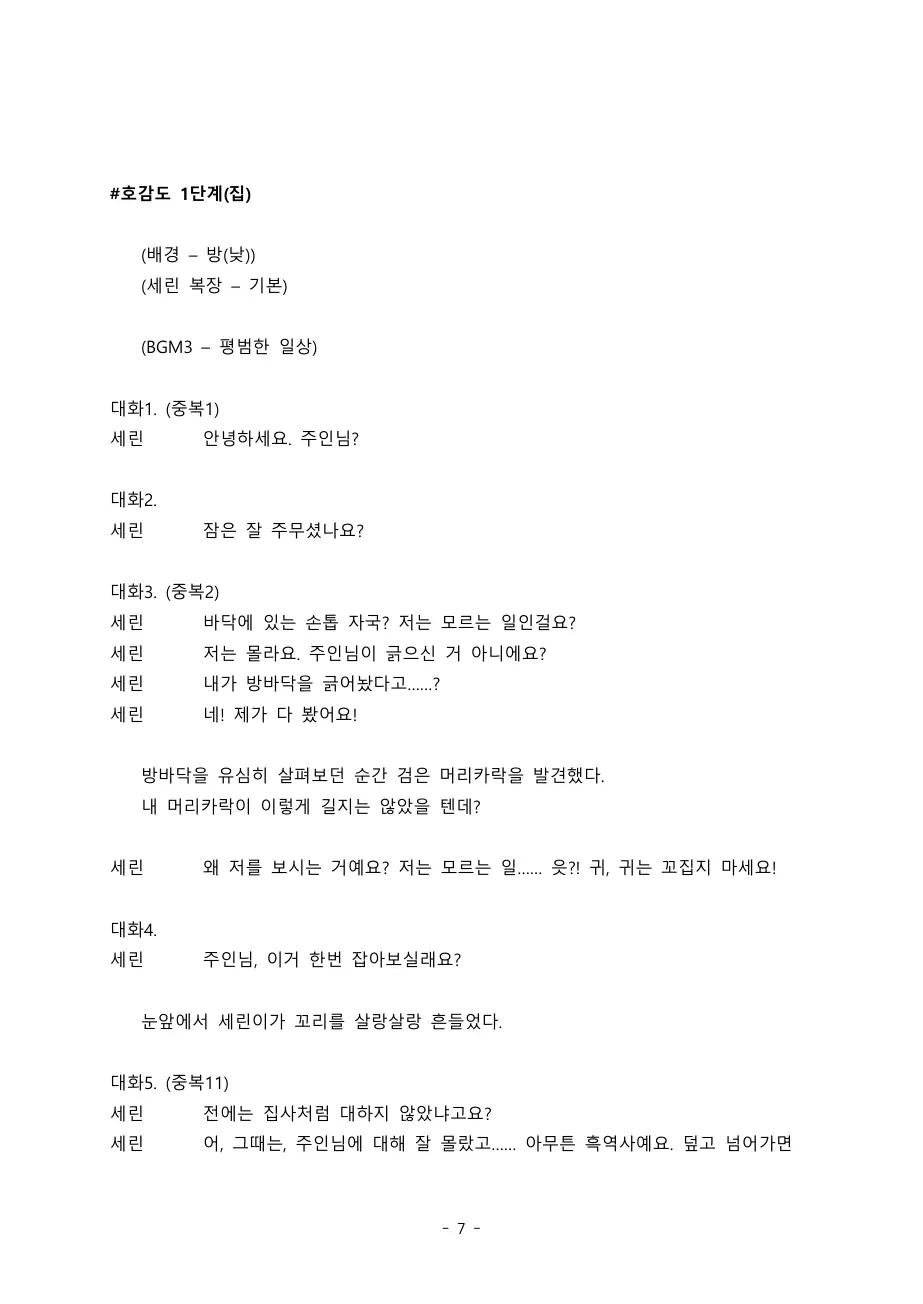 #호감도 1단계(집)
(배경 – 방(낮))
(세린 복장 – 기본)
(BGM3 – 평범한 일상)
대화1. (중복1)
세린 안녕하세요. 주인님?
대화2.
세린 잠은 잘 주무셨나요?
대화3. (중복2)
세린 바닥에 있는 손톱 자국? 저는 모르는 일인걸요?
세린 저는 몰라요. 주인님이 긁으신 거 아니에요?
세린 내가 방바닥을 긁어놨다고......?
세린 네! 제가 다 봤어요!
방바닥을 유심히 살펴보던 순간 검은 머리카락을 발견했다.
내 머리카락이 이렇게 길지는 않았을 텐데?
세린 왜 저를 보시는 거예요? 저는 모르는 일...... 읏?! 귀, 귀는 꼬집지 마세요!
대화4.
세린 주인님, 이거 한번 잡아보실래요?
눈앞에서 세린이가 꼬리를 살랑살랑 흔들었다.
대화5. (중복11)
세린 전에는 집사처럼 대하지 않았냐고요?
세린 어, 그때는, 주인님에 대해 잘 몰랐고...... 아무튼 흑역사예요. 덮고 넘어가면
- 7 -